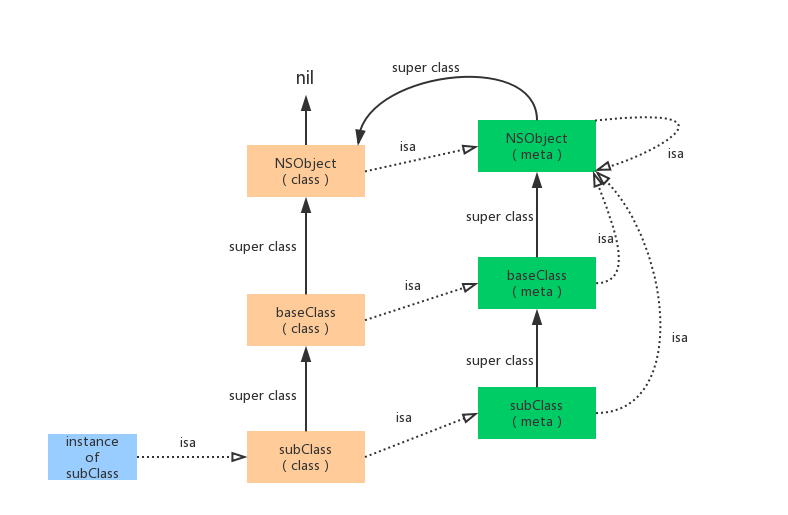 super class
nil
NSObject
( meta )
isa
isa
NSObject
( class )
super class
super class
isa
baseClass
( meta )
isa
baseClass
( class )
isa
super class
super class
subClass
( meta )
isa
instance
of
subClass
isa
subClass
( class )